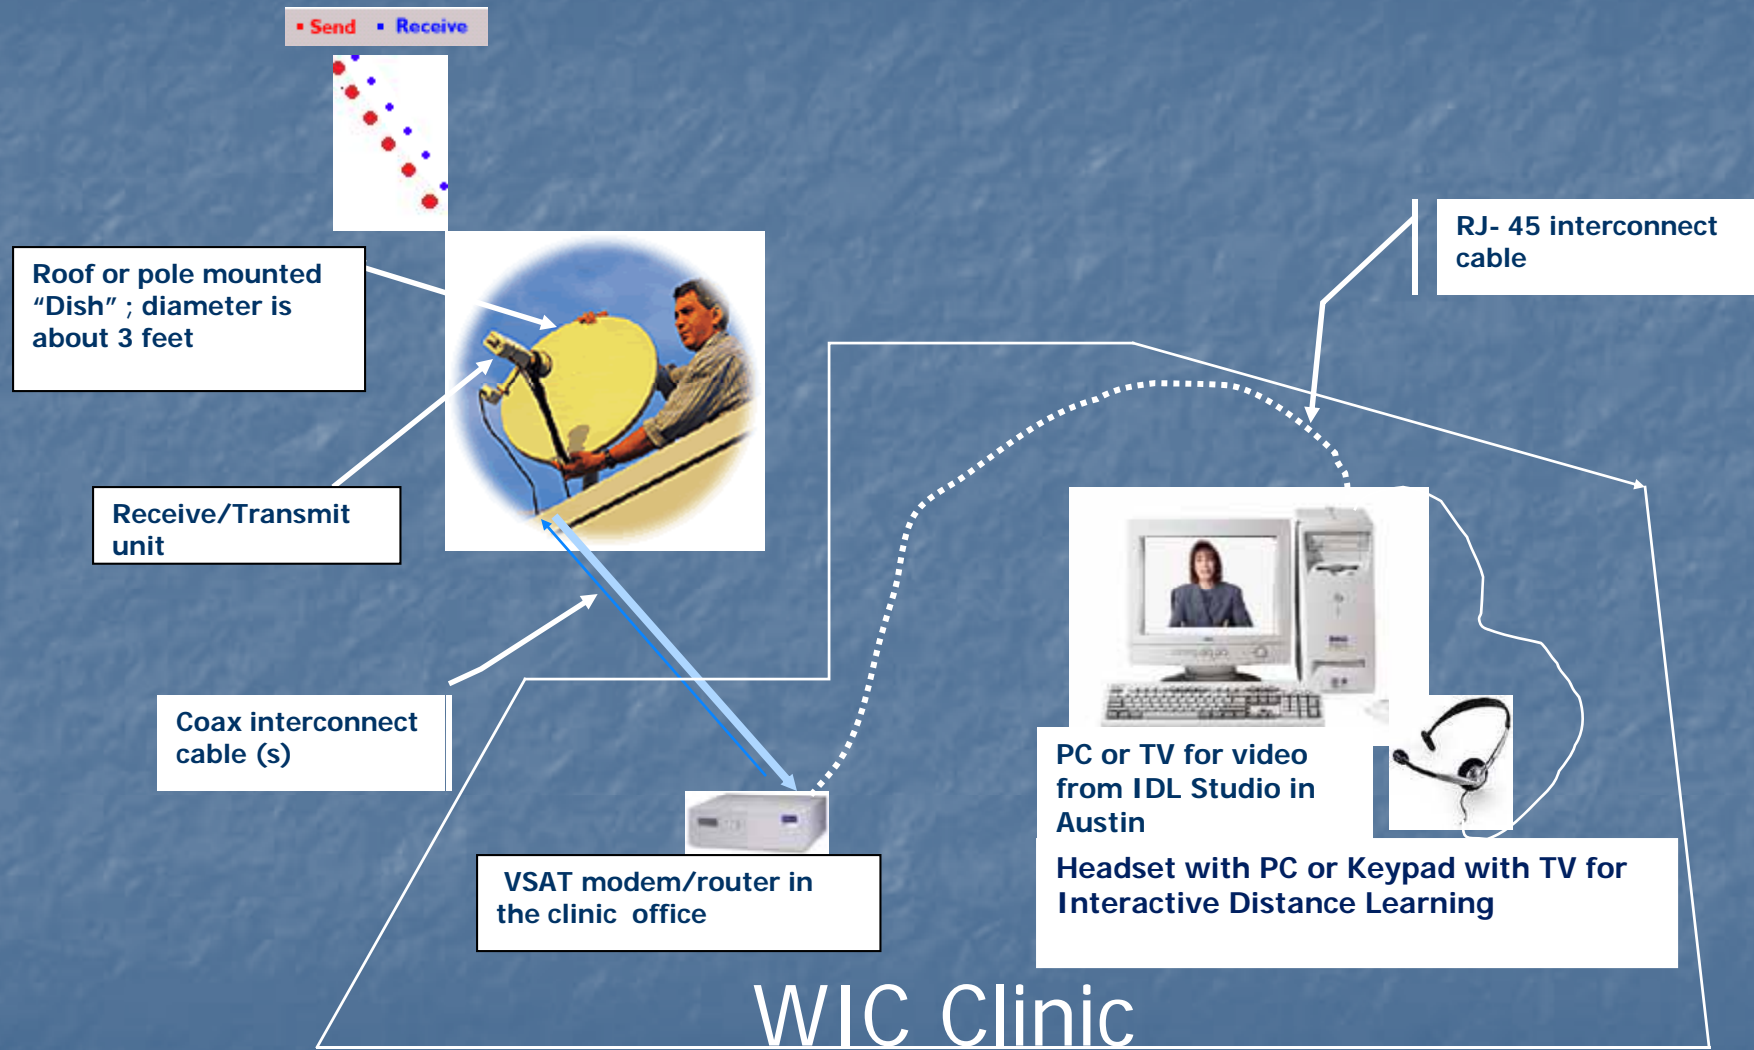 ▪ Send ▪ Receive
Roof or pole mounted
“Dish” ; diameter is
about 3 feet
RJ- 45 interconnect
cable
Receive/Transmit
unit
Coax interconnect
cable (s)
PC or TV for video
from IDL Studio in
Austin
VSAT modem/router in
the clinic office
Headset with PC or Keypad with TV for
Interactive Distance Learning
WIC Clinic